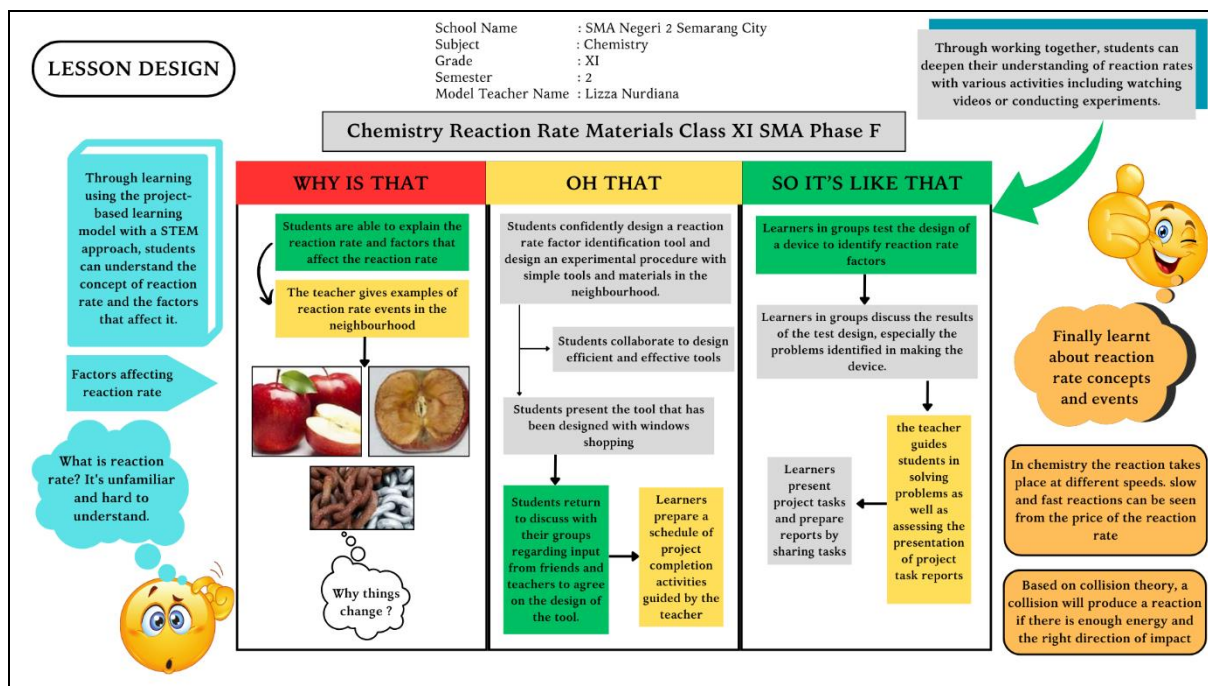 LESSON DESIGN
School Name : SMA Negeri 2 Semarang City
Subject : Chemistry
Grade : XI
Semester : 2
Model Teacher Name : Lizza Nurdiana
Through working together, students can
deepen their understanding of reaction rates
with various activities including watching
videos or conducting experiments.
Chemistry Reaction Rate Materials Class XI SMA Phase F
Through learning
using the project-
based learning
model with a STEM
approach, students
can understand the
concept of reaction
rate and the factors
that affect it.
Factors affecting
reaction rate
What is reaction
rate? It's unfamiliar
and hard to
understand.
WHY IS THAT
Students are able to explain
the reaction rate and factors that
affect the reaction rate
The teacher gives examples of
reaction rate events in the
neighbourhood
Why things
change ?
OH THAT
Students confidently design a reaction
rate factor identification tool and
design an experimental procedure with
simple tools and materials in the
neighbourhood.
Students collaborate to design
efficient and effective tools
Students present the tool that has
been designed with windows
shopping
Students return
to discuss with
their groups
regarding input
from friends and
teachers to agree
on the design of
the tool.
Learners
prepare a
schedule of
project
completion
activities
guided by the
teacher
SO IT'S LIKE THAT
Learners in groups test the design of
a device to identify reaction rate
factors
Learners in groups discuss the results
of the test design, especially the
problems identified in making the
device.
the teacher
guides
students in
solving
problems as
well as
assessing the
presentation
of project
task reports
Learners
present
project tasks
and prepare
reports by
sharing tasks
Finally learnt
about reaction
rate concepts
and events
In chemistry the reaction takes
place at different speeds. slow
and fast reactions can be seen
from the price of the reaction
rate
Based on collision theory, a
collision will produce a reaction
if there is enough energy and
the right direction of impact